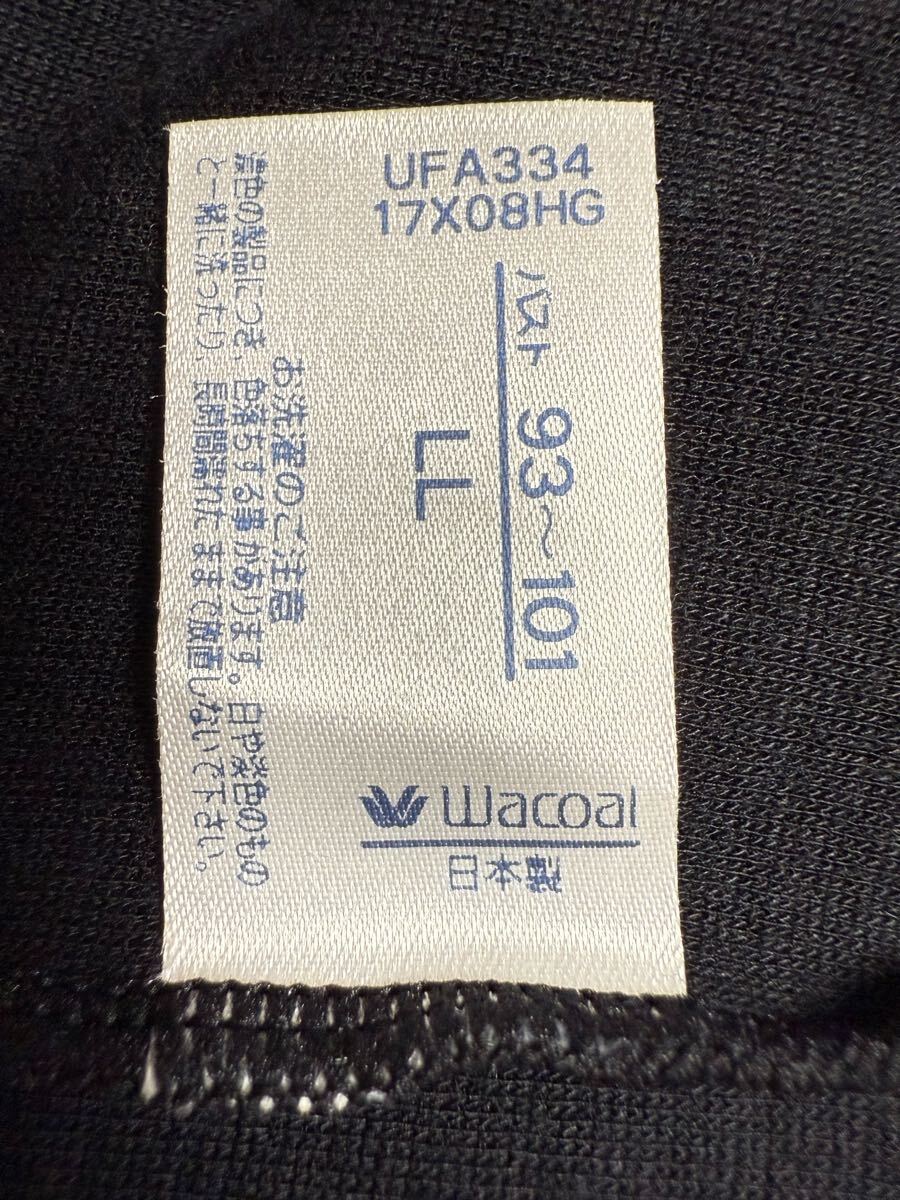 UFA334
17X08HG
バスト 93～101
LL
お洗濯のご注意
濃色の製品につき、色落ちする事があります。白や淡色のもの
と一緒に洗ったり、長時間濡れたままで放置しないで下さい。
Wacoal
日本製